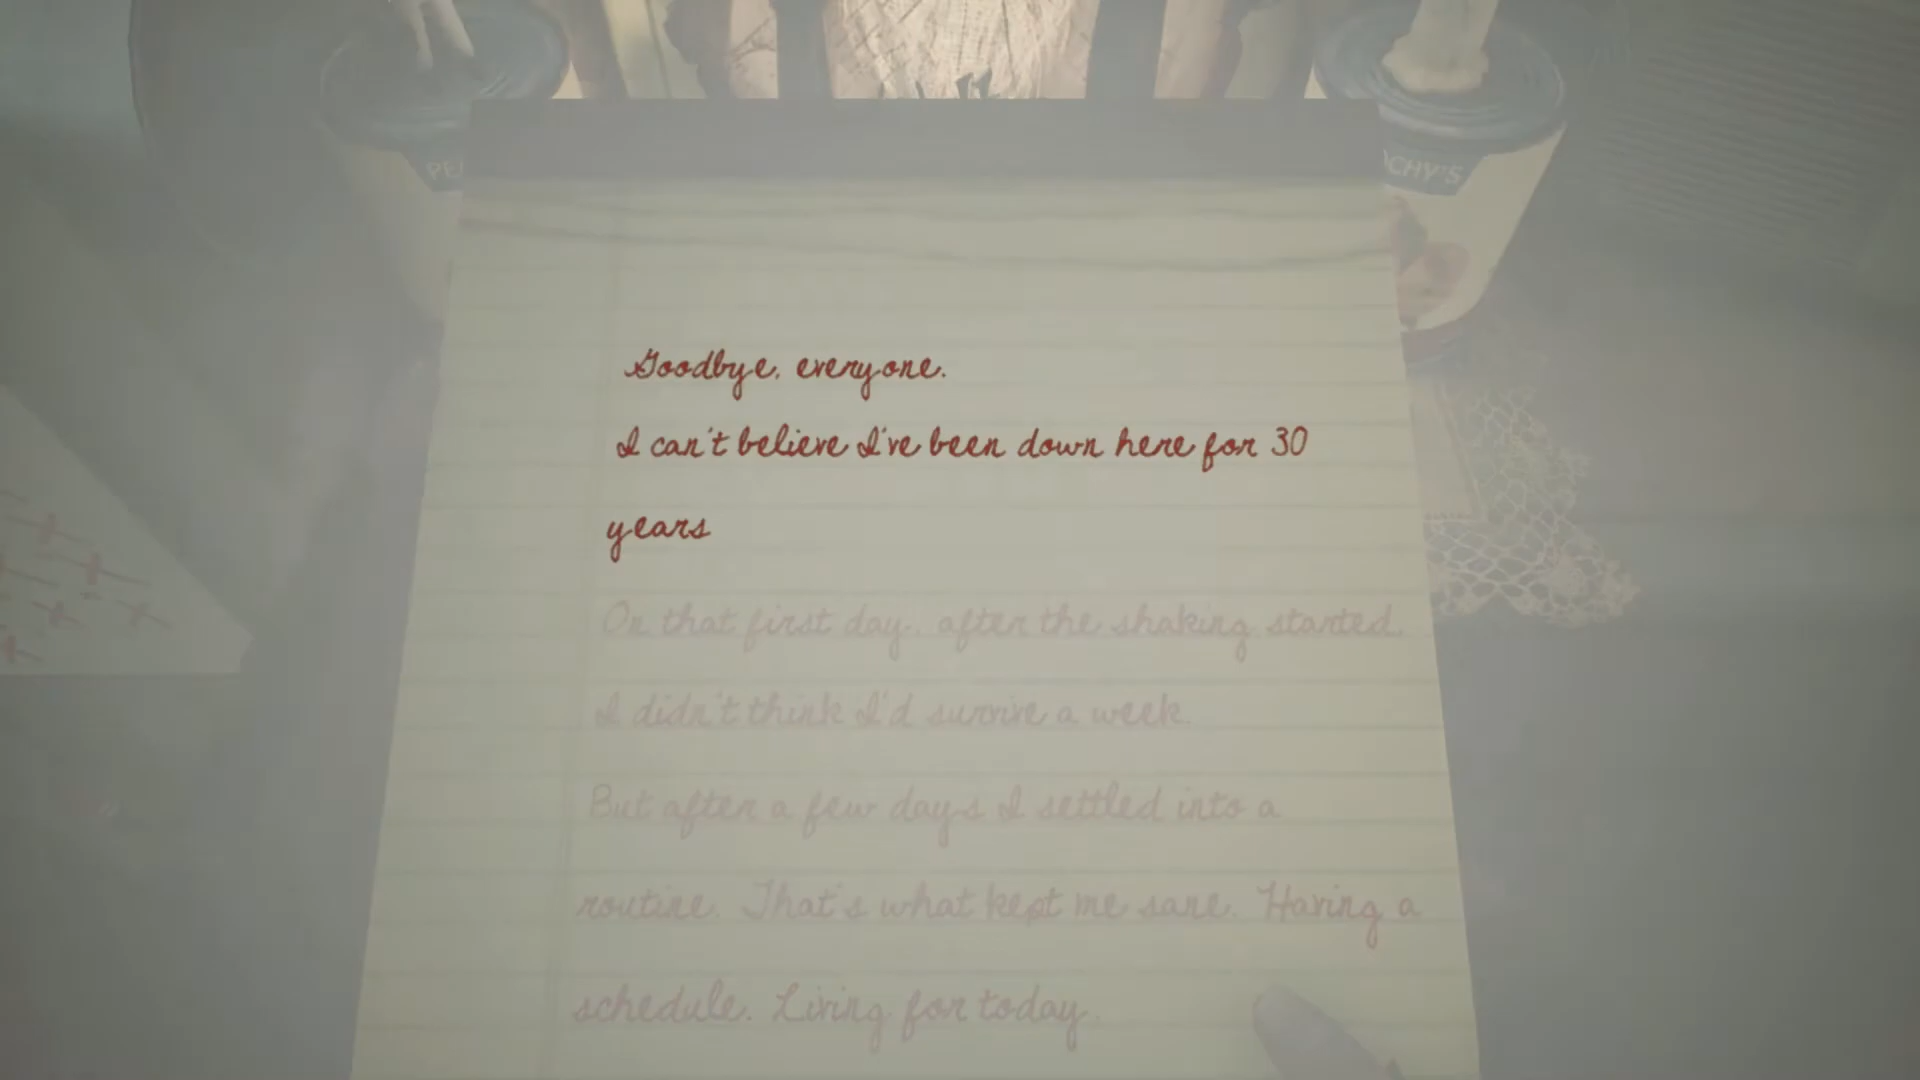 PE
CHY'S
Goodbye, everyone.
I can't believe I've been down here for 30
years
On that first day, after the shaking started,
I didn't think I'd survive a week.
But after a few days I settled into a
routine. That's what kept me sane. Having a
schedule. Living for today.